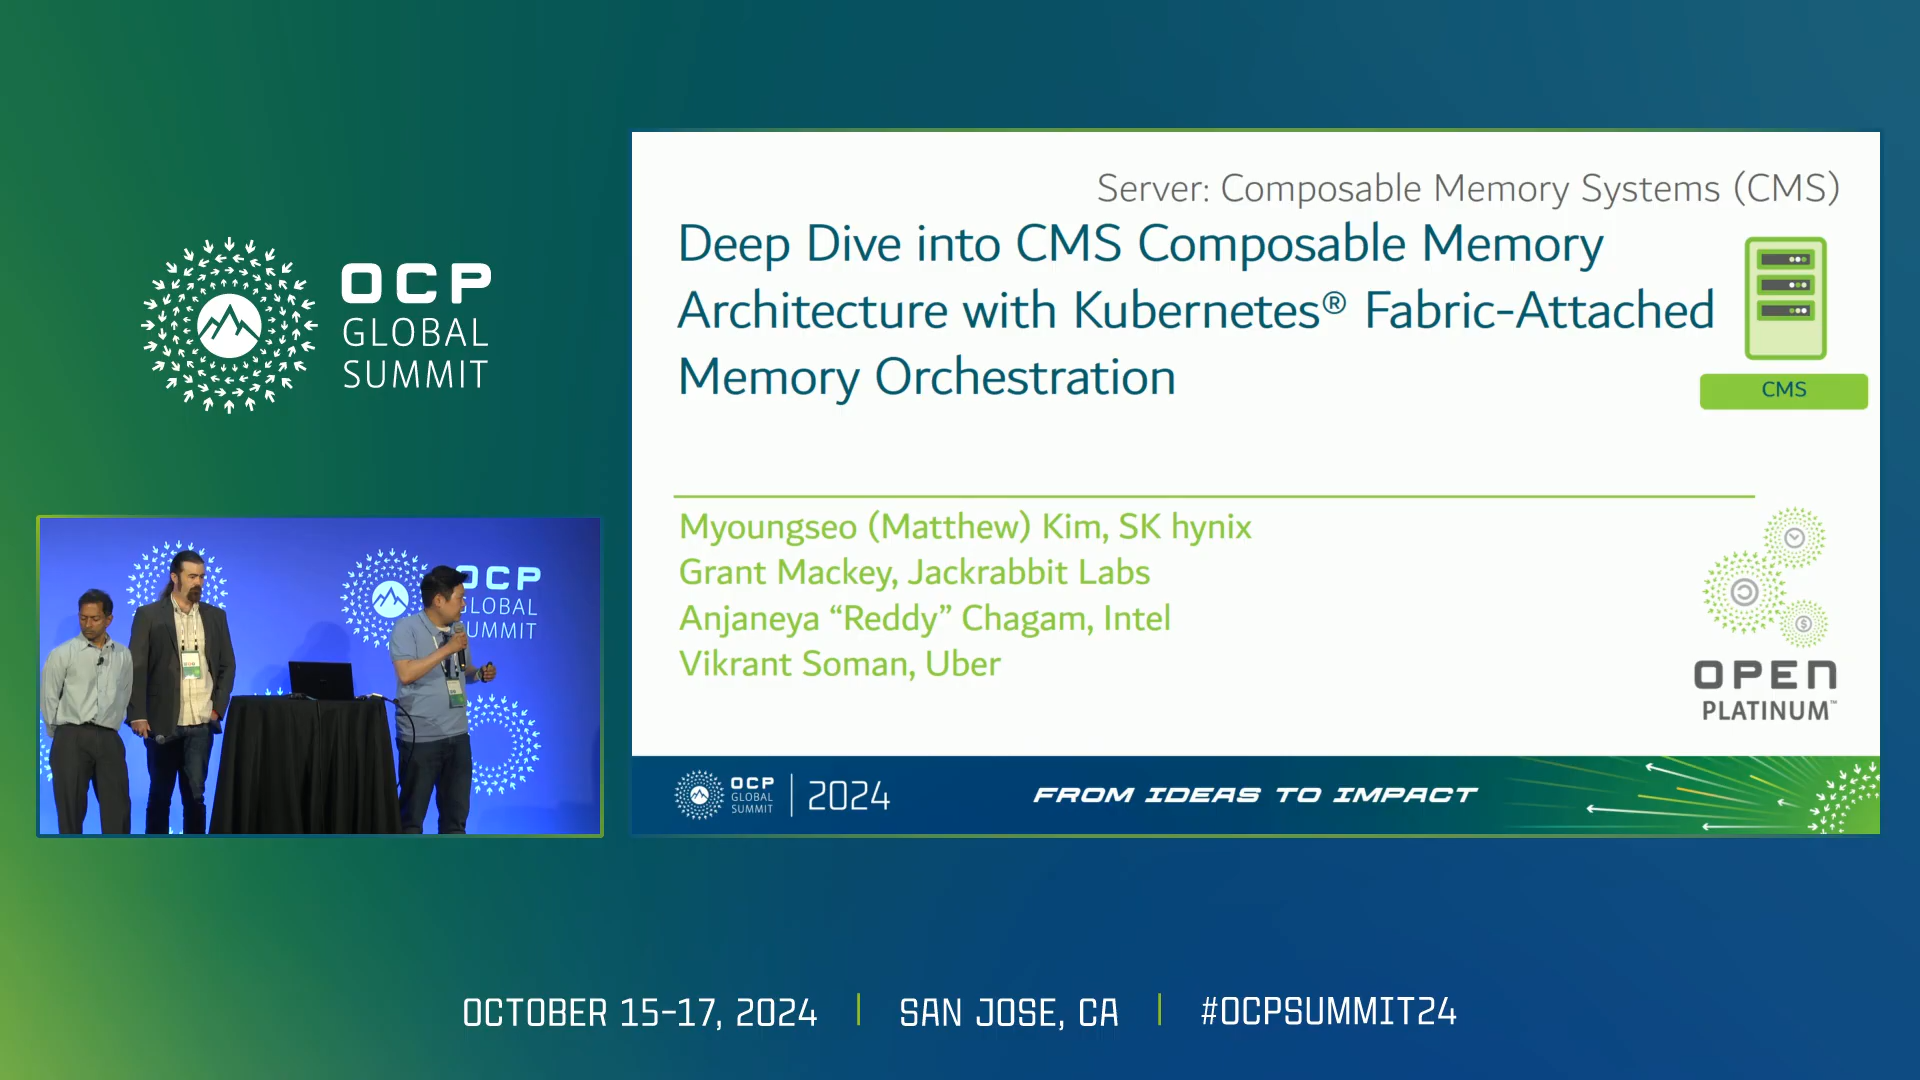 OCP
GLOBAL
SUMMIT
Server: Composable Memory Systems (CMS)
Deep Dive into CMS Composable Memory
Architecture with Kubernetes® Fabric-Attached
Memory Orchestration
CMS
Myoungseo (Matthew) Kim, SK hynix
Grant Mackey, Jackrabbit Labs
Anjaneya “Reddy” Chagam, Intel
Vikrant Soman, Uber
OPEN
PLATINUM™
OCP
GLOBAL
SUMMIT
2024
FROM IDEAS TO IMPACT
OCP
GLOBAL
SUMMIT
OCTOBER 15-17, 2024
SAN JOSE, CA
#OCPSUMMIT24